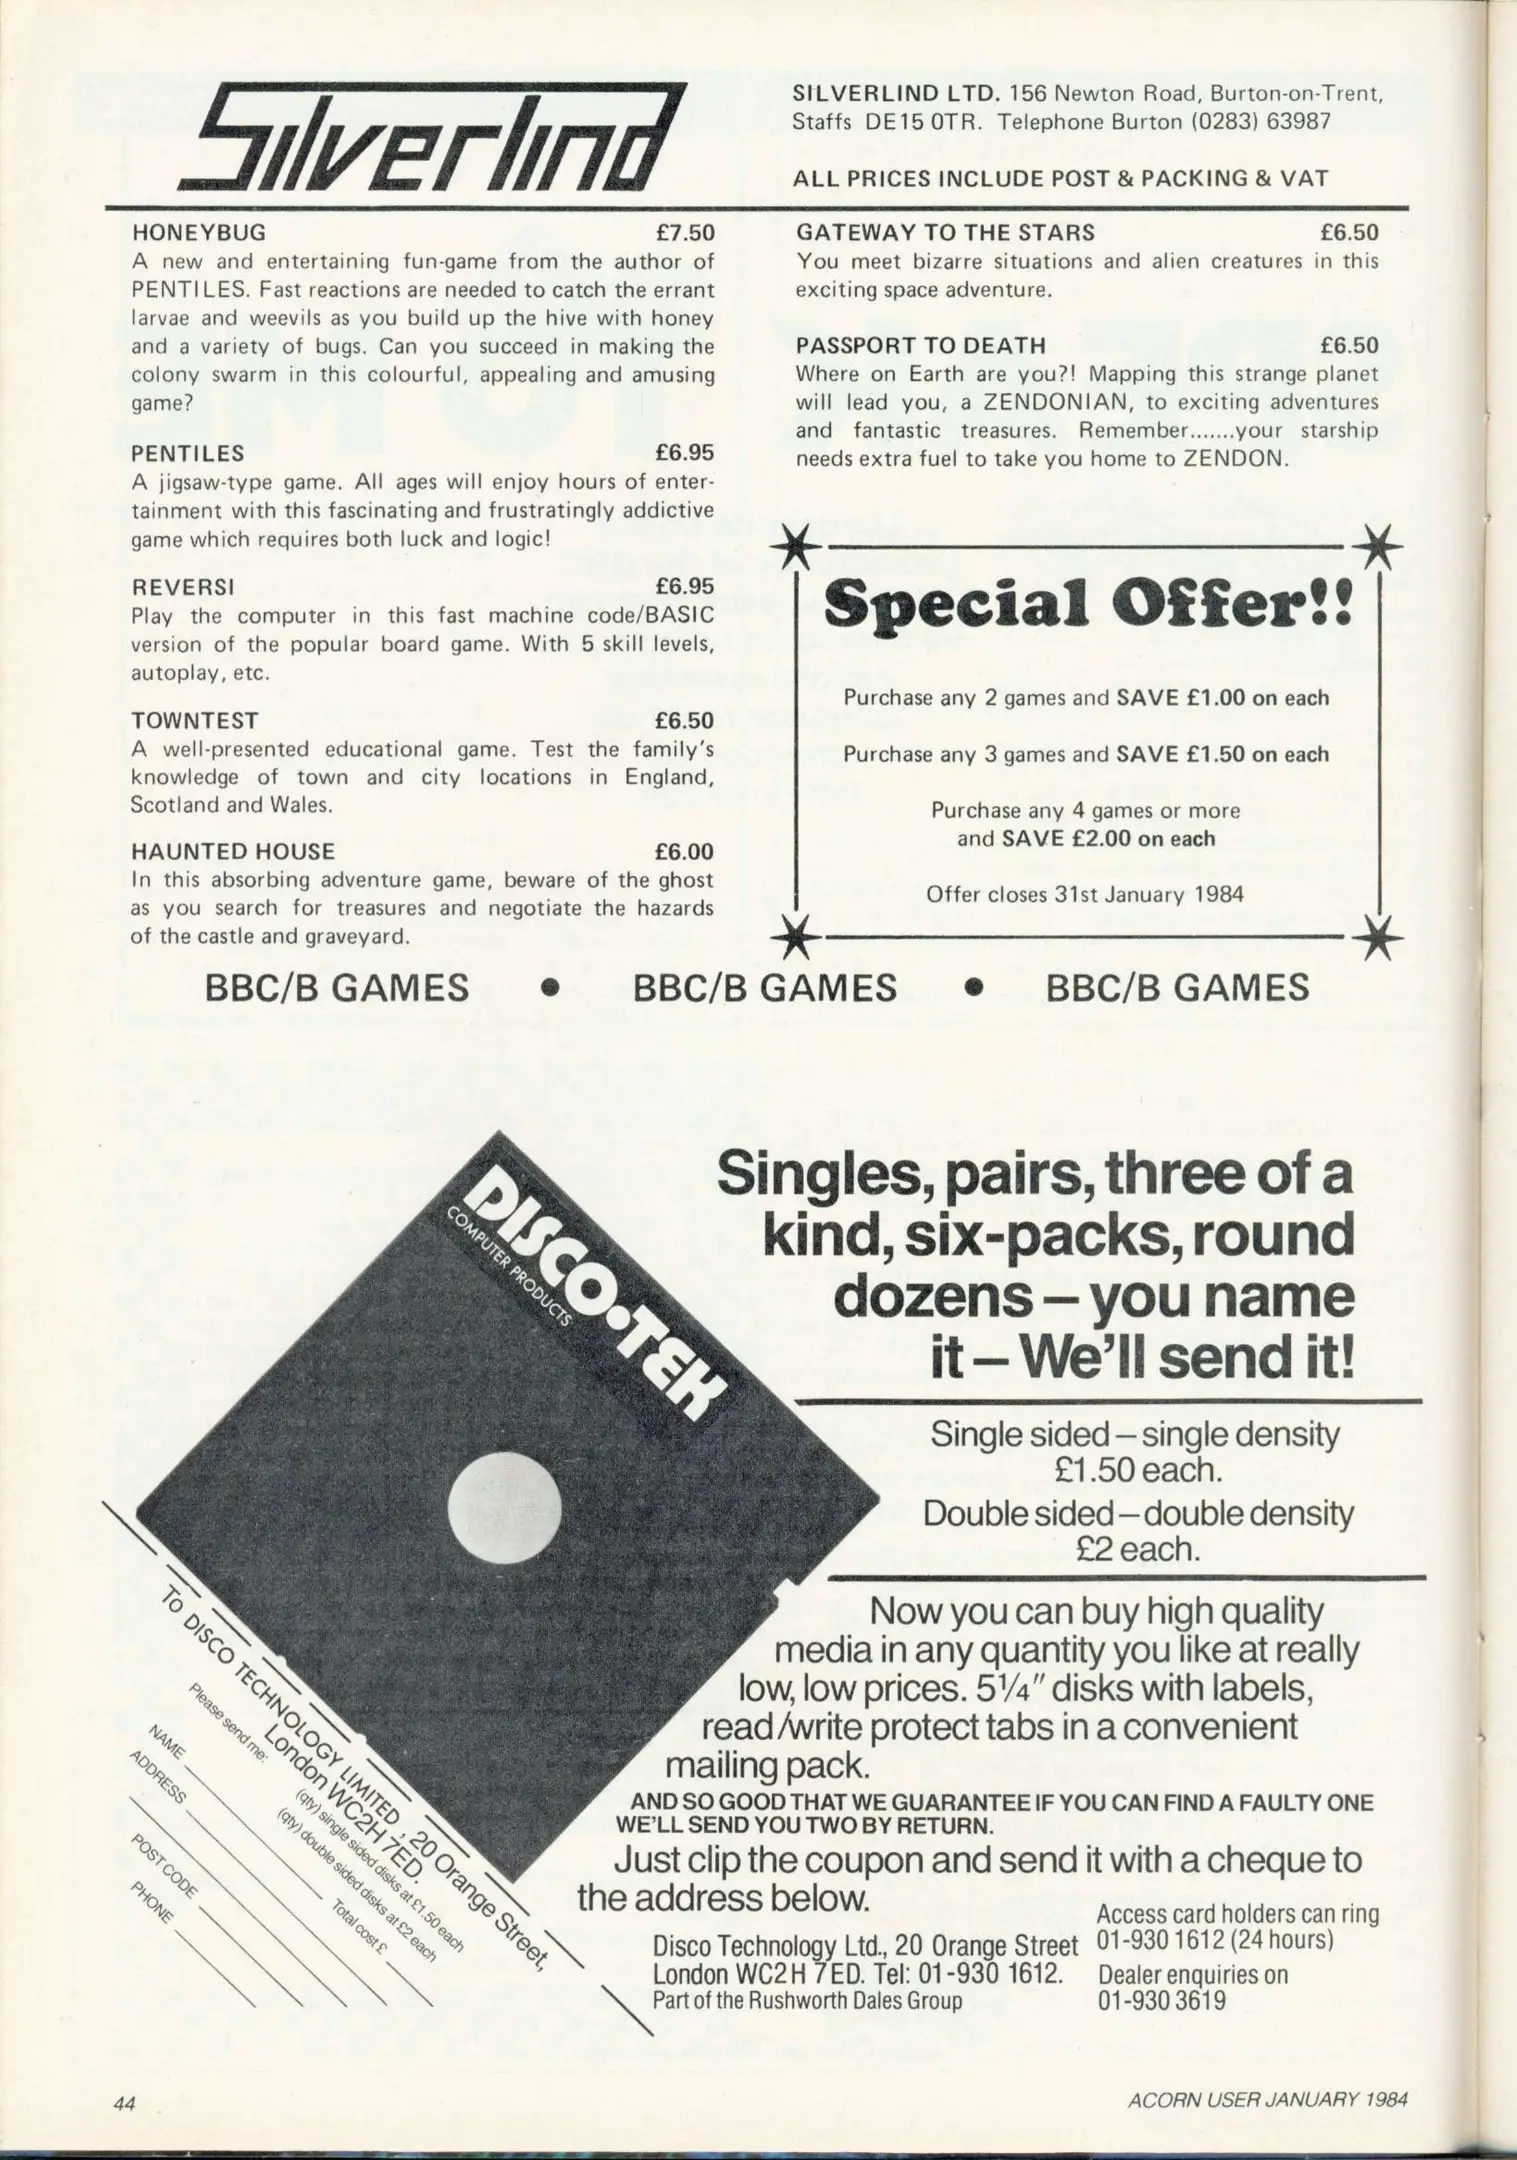 Silverlind
SILVERLIND LTD. 156 Newton Road, Burton-on-Trent,
Staffs DE15 0TR. Telephone Burton (0283) 63987
ALL PRICES INCLUDE POST & PACKING & VAT
HONEYBUG £7.50
A new and entertaining fun-game from the author of
PENTILES. Fast reactions are needed to catch the errant
larvae and weevils as you build up the hive with honey
and a variety of bugs. Can you succeed in making the
colony swarm in this colourful, appealing and amusing
game?
PENTILES £6.95
A jigsaw-type game. All ages will enjoy hours of enter-
tainment with this fascinating and frustratingly addictive
game which requires both luck and logic!
REVERSI £6.95
Play the computer in this fast machine code/BASIC
version of the popular board game. With 5 skill levels,
autoplay, etc.
TOWNTEST £6.50
A well-presented educational game. Test the family's
knowledge of town and city locations in England,
Scotland and Wales.
HAUNTED HOUSE £6.00
In this absorbing adventure game, beware of the ghost
as you search for treasures and negotiate the hazards
of the castle and graveyard.
GATEWAY TO THE STARS £6.50
You meet bizarre situations and alien creatures in this
exciting space adventure.
PASSPORT TO DEATH £6.50
Where on Earth are you?! Mapping this strange planet
will lead you, a ZENDONIAN, to exciting adventures
and fantastic treasures. Remember.......your starship
needs extra fuel to take you home to ZENDON.
Special Offer!!
Purchase any 2 games and SAVE £1.00 on each
Purchase any 3 games and SAVE £1.50 on each
Purchase any 4 games or more
and SAVE £2.00 on each
Offer closes 31st January 1984
BBC/B GAMES • BBC/B GAMES • BBC/B GAMES
DISCO•TEK
COMPUTER PRODUCTS
Singles, pairs, three of a
kind, six-packs, round
dozens – you name
it – We'll send it!
Single sided – single density
£1.50 each.
Double sided – double density
£2 each.
Now you can buy high quality
media in any quantity you like at really
low, low prices. 5¼" disks with labels,
read/write protect tabs in a convenient
mailing pack.
AND SO GOOD THAT WE GUARANTEE IF YOU CAN FIND A FAULTY ONE
WE'LL SEND YOU TWO BY RETURN.
Just clip the coupon and send it with a cheque to
the address below.
Disco Technology Ltd., 20 Orange Street
London WC2H 7ED. Tel: 01-930 1612.
Part of the Rushworth Dales Group
Access card holders can ring
01-930 1612 (24 hours)
Dealer enquiries on
01-930 3619
To DISCO TECHNOLOGY LIMITED, 20 Orange Street,
London WC2H 7ED.
Please send me:
(qty) single sided disks at £1.50 each
(qty) double sided disks at £2 each
Total cost £
NAME
ADDRESS
POST CODE
PHONE
44
ACORN USER JANUARY 1984